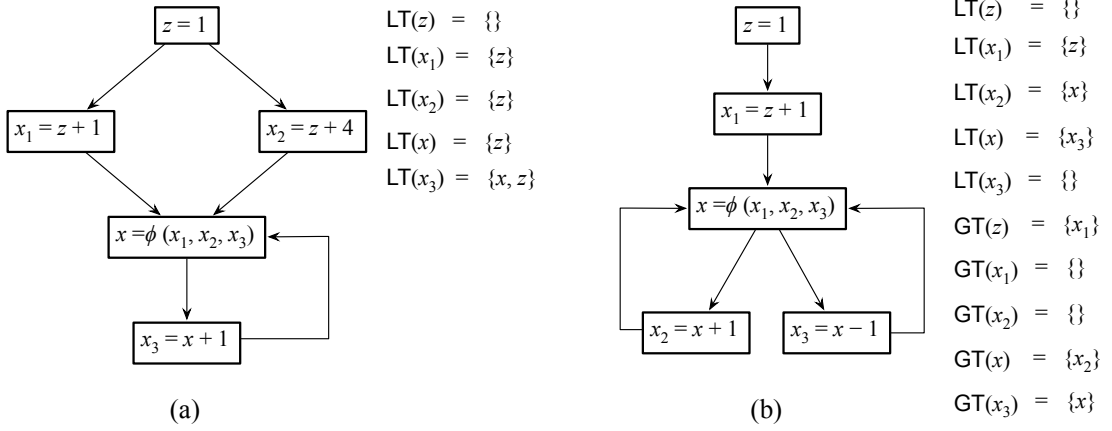 z = 1
x₁ = z + 1
x₂ = z + 4
x =ϕ (x₁, x₂, x₃)
x₃ = x + 1
(a)
LT(z) = {}
LT(x₁) = {z}
LT(x₂) = {z}
LT(x) = {z}
LT(x₃) = {x, z}
z = 1
x₁ = z + 1
x =ϕ (x₁, x₂, x₃)
x₂ = x + 1
x₃ = x − 1
(b)
LT(z) = {}
LT(x₁) = {z}
LT(x₂) = {x}
LT(x) = {x₃}
LT(x₃) = {}
GT(z) = {x₁}
GT(x₁) = {}
GT(x₂) = {}
GT(x) = {x₂}
GT(x₃) = {x}